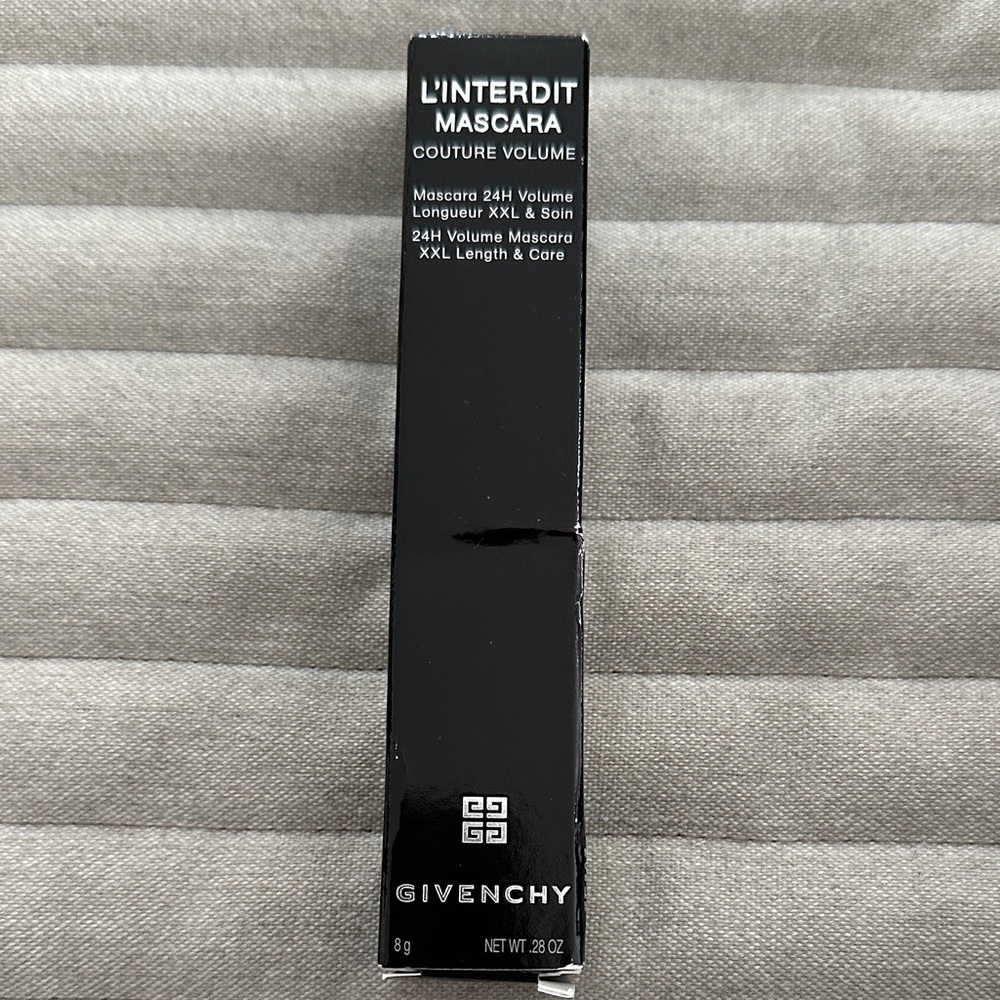 L'INTERDIT
MASCARA
COUTURE VOLUME
Mascara 24H Volume
Longueur XXL & Soin
24H Volume Mascara
XXL Length & Care
GIVENCHY
8 g NET WT .28 OZ